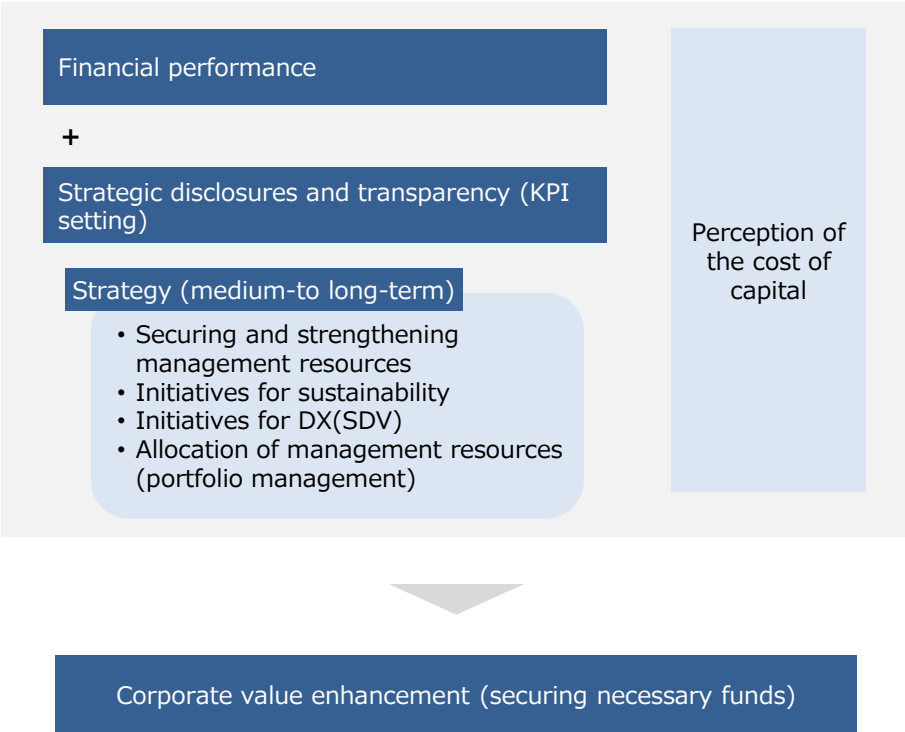 Financial performance
+
Strategic disclosures and transparency (KPI
setting)
Strategy (medium-to long-term)
• Securing and strengthening
management resources
• Initiatives for sustainability
• Initiatives for DX(SDV)
• Allocation of management resources
(portfolio management)
Perception of
the cost of
capital
Corporate value enhancement (securing necessary funds)